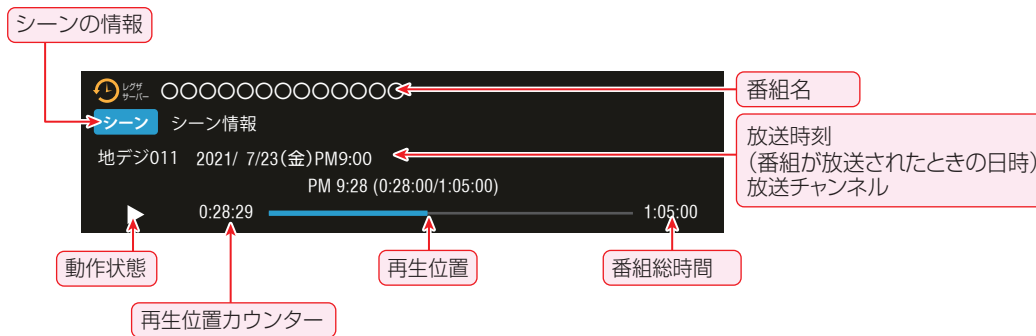 シーンの情報
レグザ
サーバー
○○○○○○○○○○○○○
番組名
シーン シーン情報
放送時刻
（番組が放送されたときの日時）
放送チャンネル
地デジ011 2021/ 7/23(金)PM9:00
PM 9:28 (0:28:00/1:05:00)
0:28:29 1:05:00
動作状態
再生位置
番組総時間
再生位置カウンター